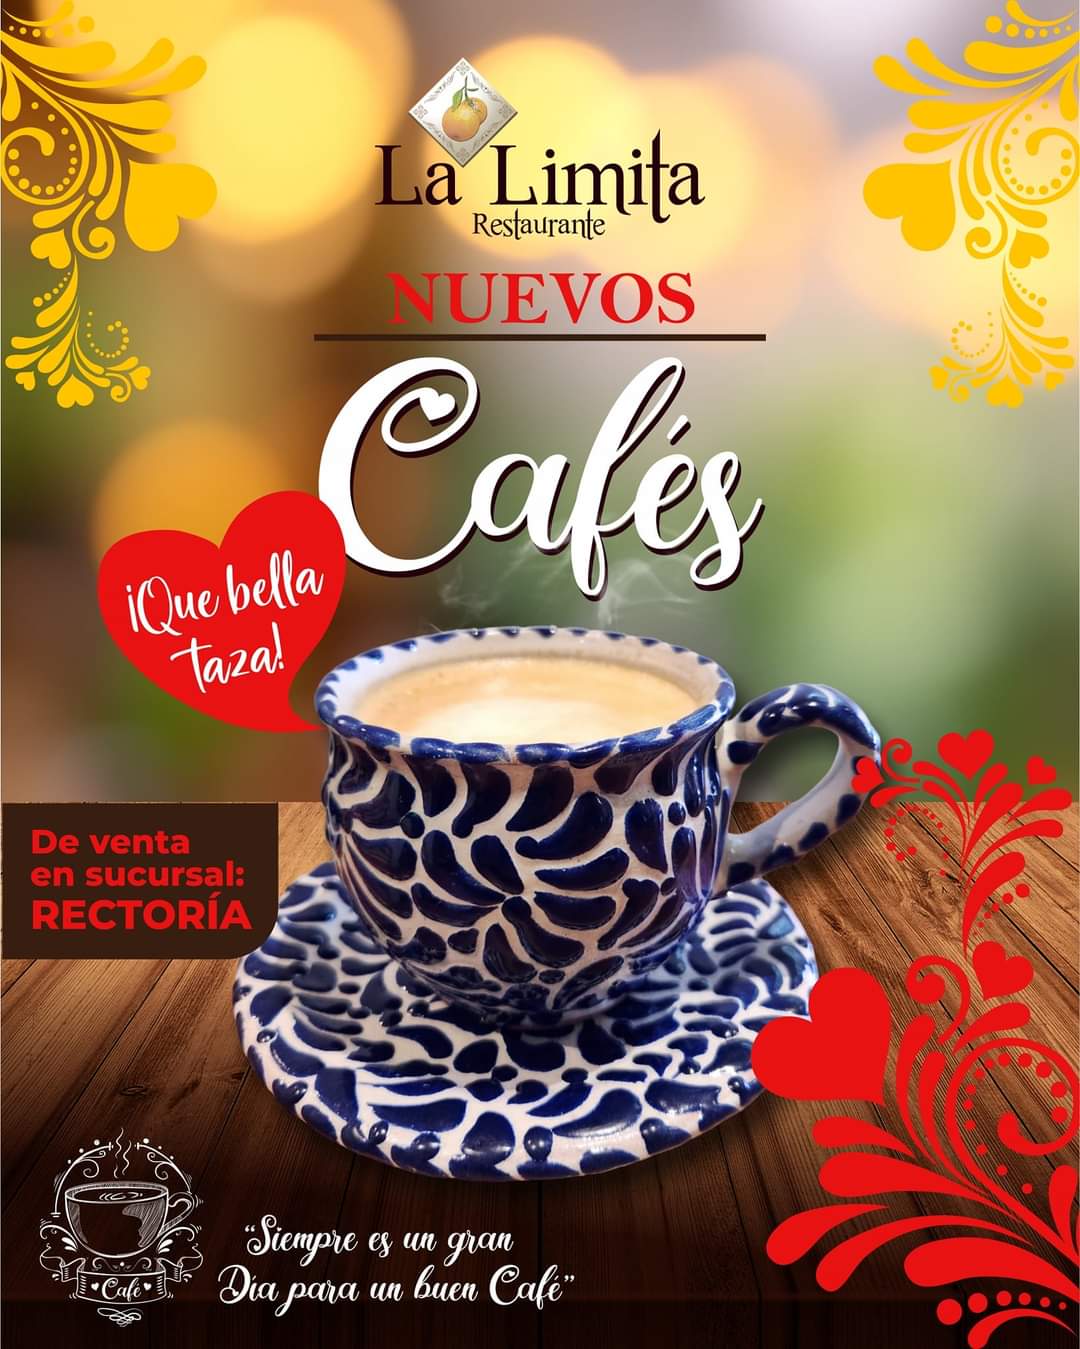 La Limita
Restaurante
NUEVOS
Cafés
¡Que bella
taza!
De venta
en sucursal:
RECTORÍA
Café
“Siempre es un gran
Día para un buen Café”